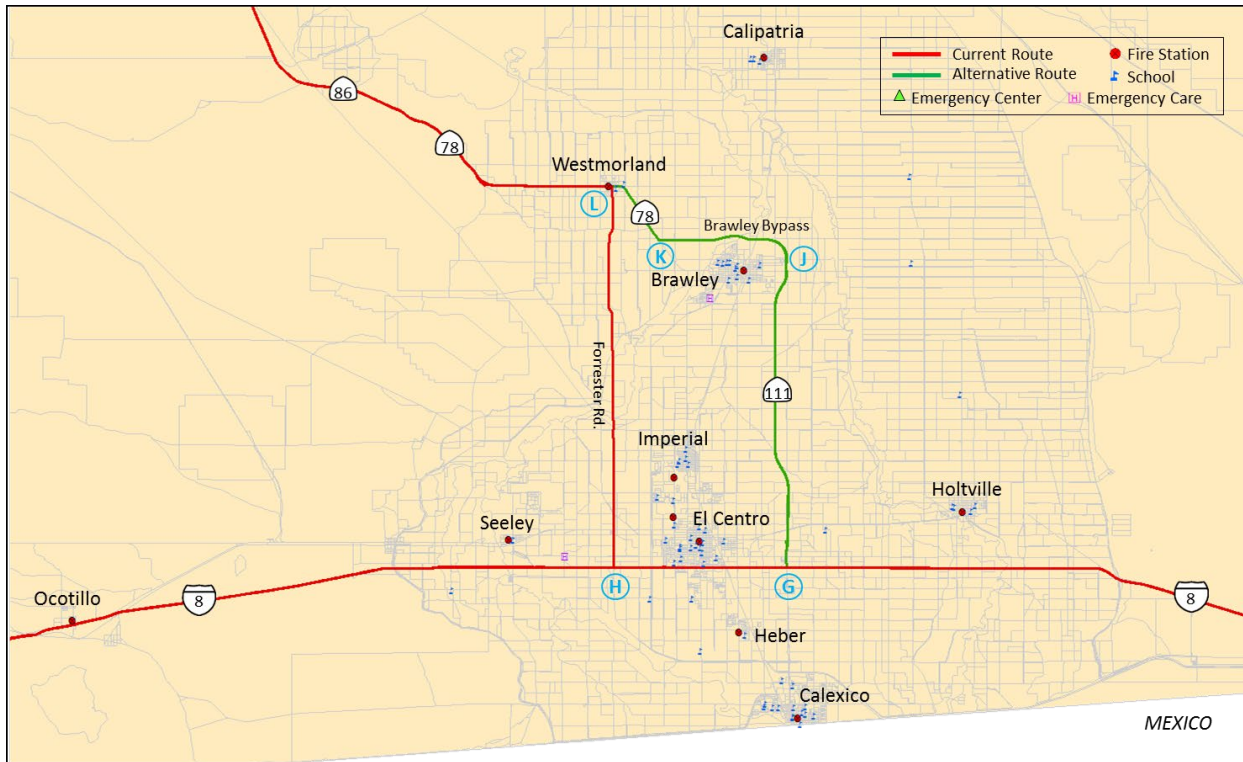 Calipatria
Current Route
Fire Station
Alternative Route
School
Emergency Center
H Emergency Care
86
78
Westmorland
L
78
Brawley Bypass
K
J
Brawley
H
Forrester Rd.
111
Imperial
Holtville
Seeley
El Centro
H
H
G
Ocotillo
8
8
Heber
Calexico
MEXICO